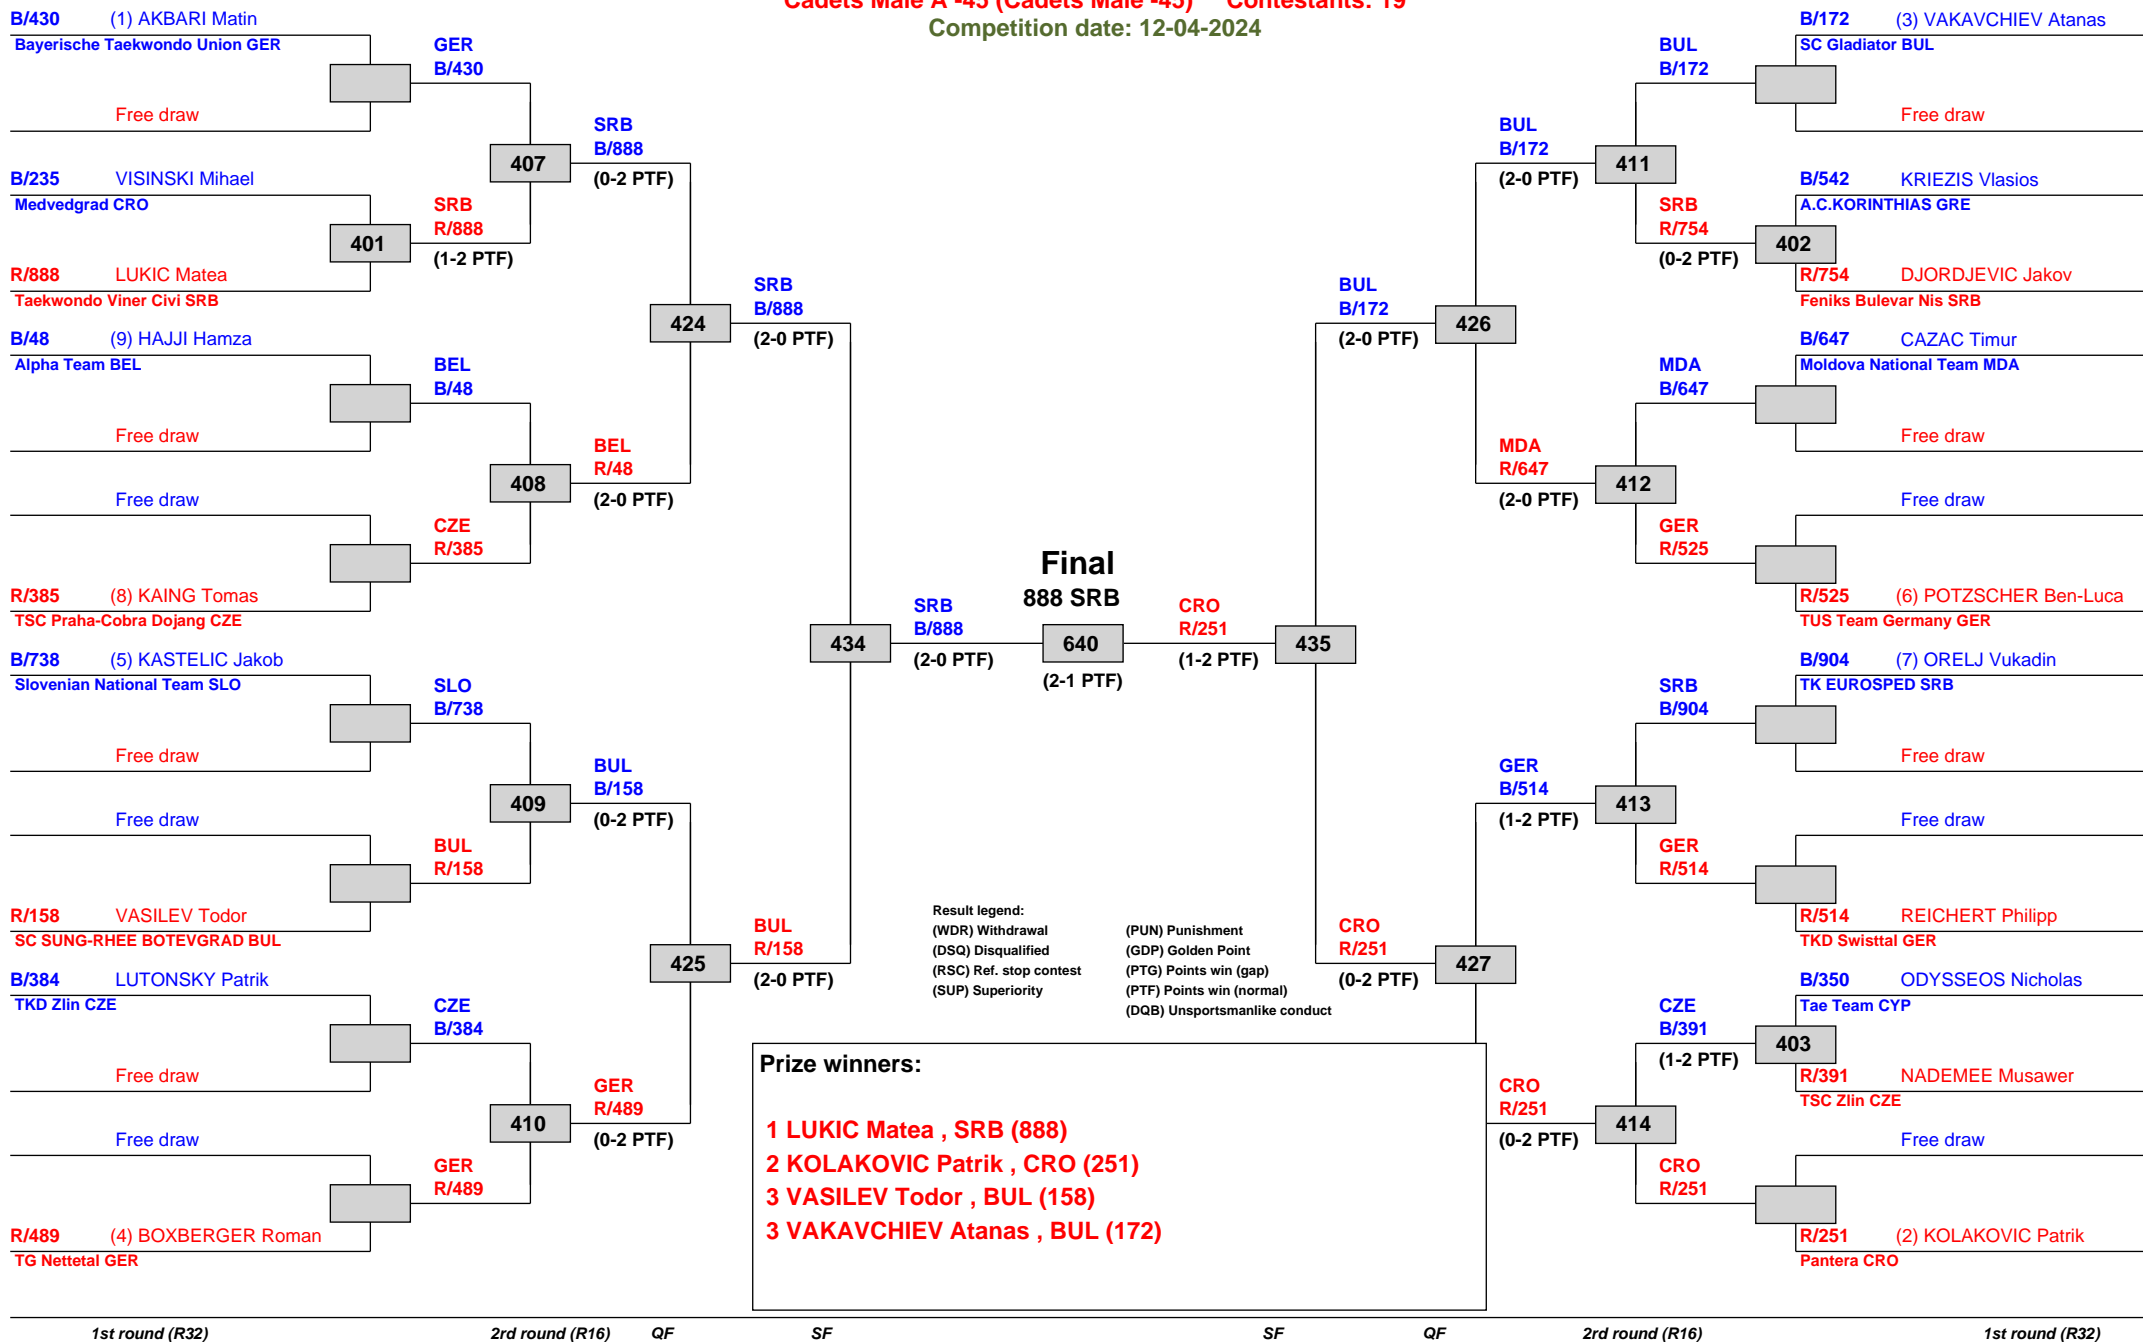 Cadets Male A -45 (Cadets Male -45) Contestants: 19
Competition date: 12-04-2024
B/430 (1) AKBARI Matin
Bayerische Taekwondo Union GER
Free draw
B/235 VISINSKI Mihael
Medvedgrad CRO
401
R/888 LUKIC Matea
Taekwondo Viner Civi SRB
B/48 (9) HAJJI Hamza
Alpha Team BEL
Free draw
Free draw
R/385 (8) KAING Tomas
TSC Praha-Cobra Dojang CZE
B/738 (5) KASTELIC Jakob
Slovenian National Team SLO
Free draw
Free draw
R/158 VASILEV Todor
SC SUNG-RHEE BOTEVGRAD BUL
B/384 LUTONSKY Patrik
TKD Zlin CZE
Free draw
Free draw
R/489 (4) BOXBERGER Roman
TG Nettetal GER
GER
B/430
407
SRB
R/888
(1-2 PTF)
BEL
B/48
408
CZE
R/385
SLO
B/738
409
BUL
R/158
CZE
B/384
410
GER
R/489
SRB
B/888
(0-2 PTF)
424
BEL
R/48
(2-0 PTF)
BUL
B/158
(0-2 PTF)
425
GER
R/489
(0-2 PTF)
SRB
B/888
(2-0 PTF)
434
BUL
R/158
(2-0 PTF)
SRB
B/888
(2-0 PTF)
Final
888 SRB
640
(2-1 PTF)
CRO
R/251
(1-2 PTF)
435
BUL
B/172
(2-0 PTF)
426
CRO
R/251
(0-2 PTF)
427
BUL
B/172
(2-0 PTF)
411
MDA
R/647
(2-0 PTF)
412
GER
B/514
(1-2 PTF)
413
CRO
R/251
(0-2 PTF)
414
BUL
B/172
SRB
R/754
(0-2 PTF)
402
MDA
B/647
GER
R/525
SRB
B/904
GER
R/514
CZE
B/391
(1-2 PTF)
403
CRO
R/251
B/172 (3) VAKAVCHIEV Atanas
SC Gladiator BUL
Free draw
B/542 KRIEZIS Vlasios
A.C.KORINTHIAS GRE
R/754 DJORDJEVIC Jakov
Feniks Bulevar Nis SRB
B/647 CAZAC Timur
Moldova National Team MDA
Free draw
Free draw
R/525 (6) POTZSCHER Ben-Luca
TUS Team Germany GER
B/904 (7) ORELJ Vukadin
TK EUROSPED SRB
Free draw
Free draw
R/514 REICHERT Philipp
TKD Swisttal GER
B/350 ODYSSEOS Nicholas
Tae Team CYP
R/391 NADEMEE Musawer
TSC Zlin CZE
Free draw
R/251 (2) KOLAKOVIC Patrik
Pantera CRO
Result legend:
(WDR) Withdrawal (PUN) Punishment
(DSQ) Disqualified (GDP) Golden Point
(RSC) Ref. stop contest (PTG) Points win (gap)
(SUP) Superiority (PTF) Points win (normal)
(DQB) Unsportsmanlike conduct
Prize winners:
1 LUKIC Matea , SRB (888)
2 KOLAKOVIC Patrik , CRO (251)
3 VASILEV Todor , BUL (158)
3 VAKAVCHIEV Atanas , BUL (172)
1st round (R32) 2rd round (R16) QF SF SF QF 2rd round (R16) 1st round (R32)